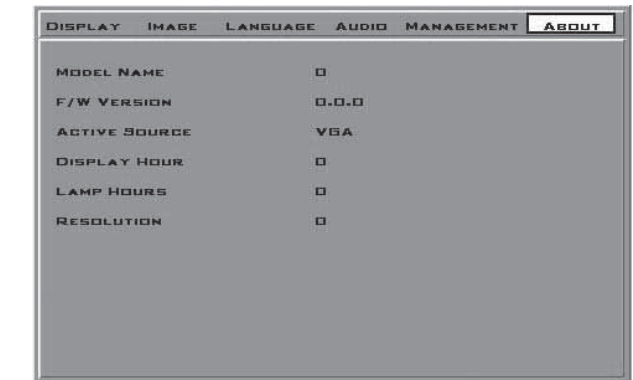 DISPLAY IMAGE LANGUAGE AUDIO MANAGEMENT ABOUT
MODEL NAME 0
F/W VERSION 0.0.0
ACTIVE SOURCE VGA
DISPLAY HOUR 0
LAMP HOURS 0
RESOLUTION 0